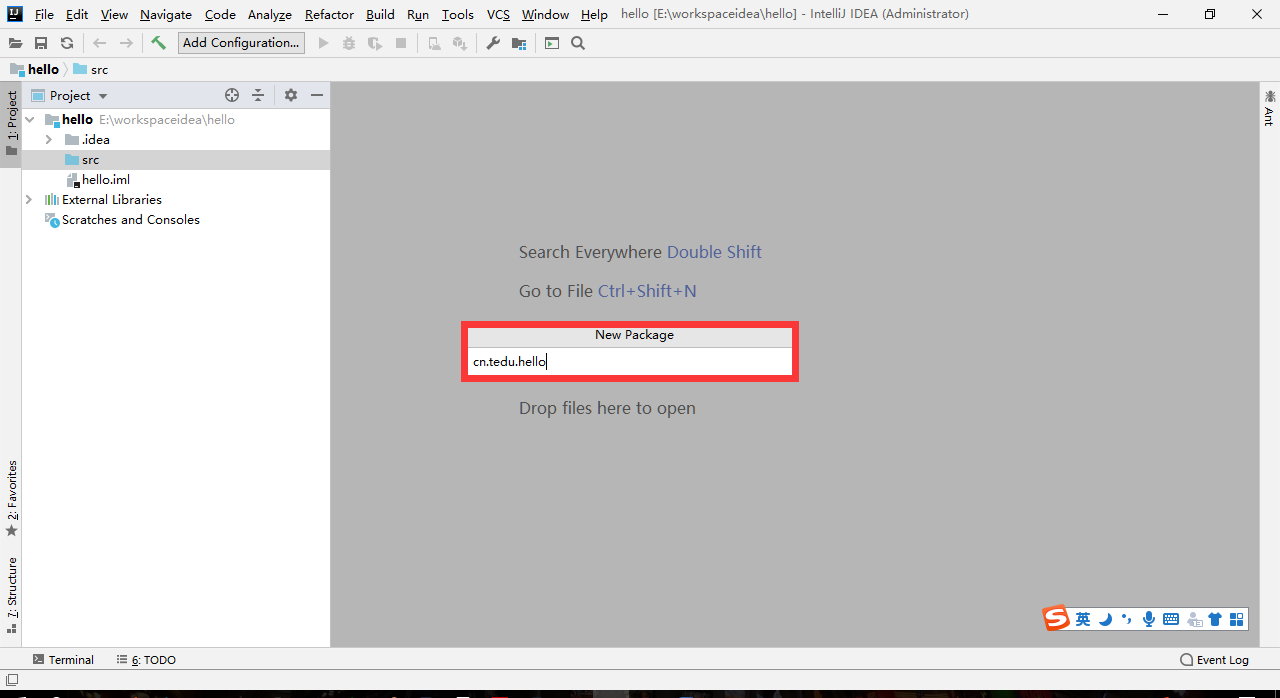 File Edit View Navigate Code Analyze Refactor Build Run Tools VCS Window Help hello [E:\workspaceidea\hello] - IntelliJ IDEA (Administrator)
Add Configuration...
hello src
1: Project
Project
hello E:\workspaceidea\hello
.idea
src
hello.iml
External Libraries
Scratches and Consoles
Search Everywhere Double Shift
Go to File Ctrl+Shift+N
New Package
cn.tedu.hello
Drop files here to open
Ant
2: Favorites
7: Structure
英
Terminal 6: TODO Event Log